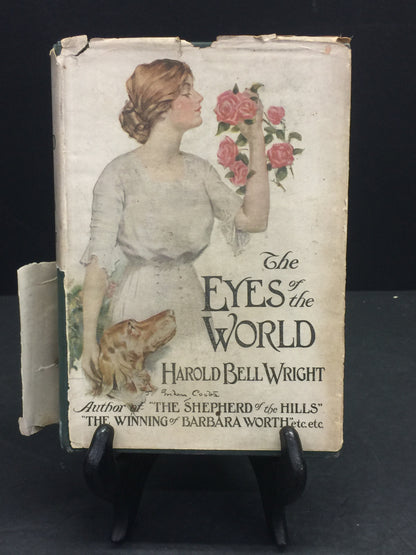 The
EYES of the
WORLD
HAROLD BELL WRIGHT
Author of "THE SHEPHERD of the HILLS"
"THE WINNING of BARBARA WORTH" etc. etc.